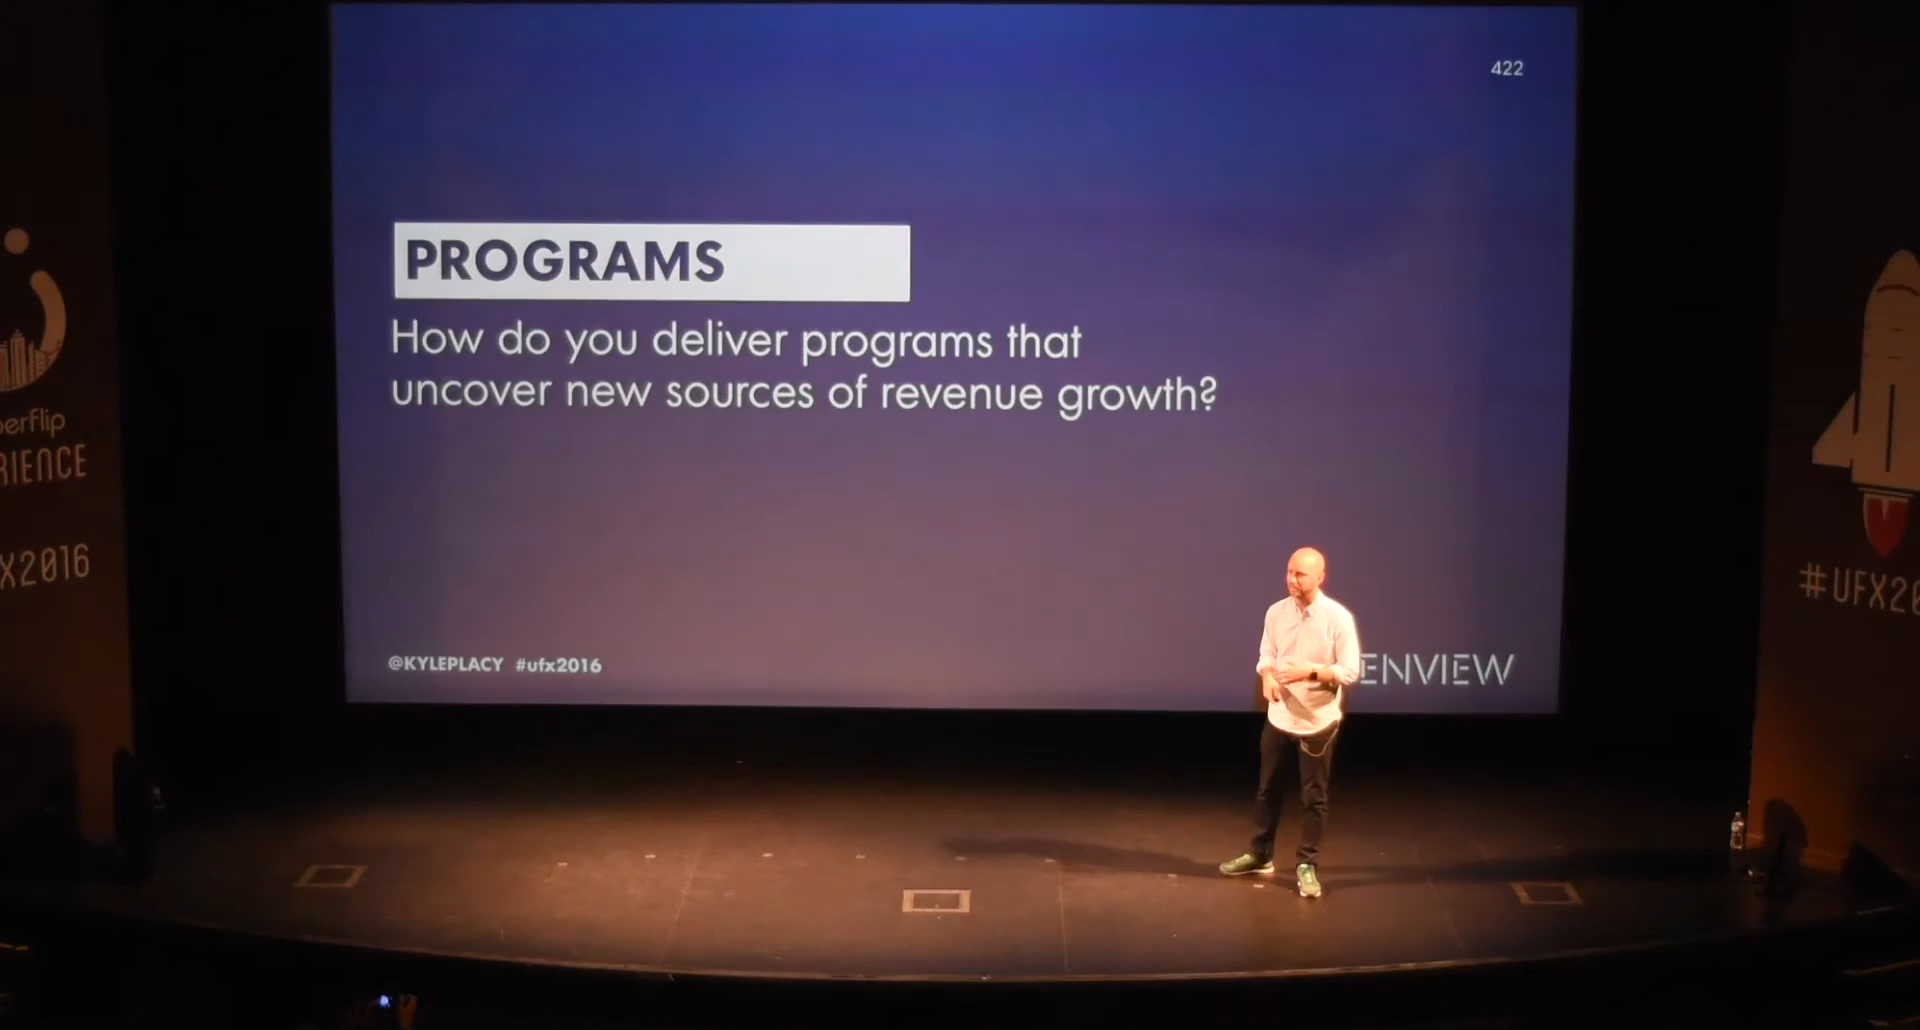 422
PROGRAMS
How do you deliver programs that
uncover new sources of revenue growth?
@KYLEPLACY #ufx2016
ENVIEW
erflip
RIENCE
X2016
#UFX20